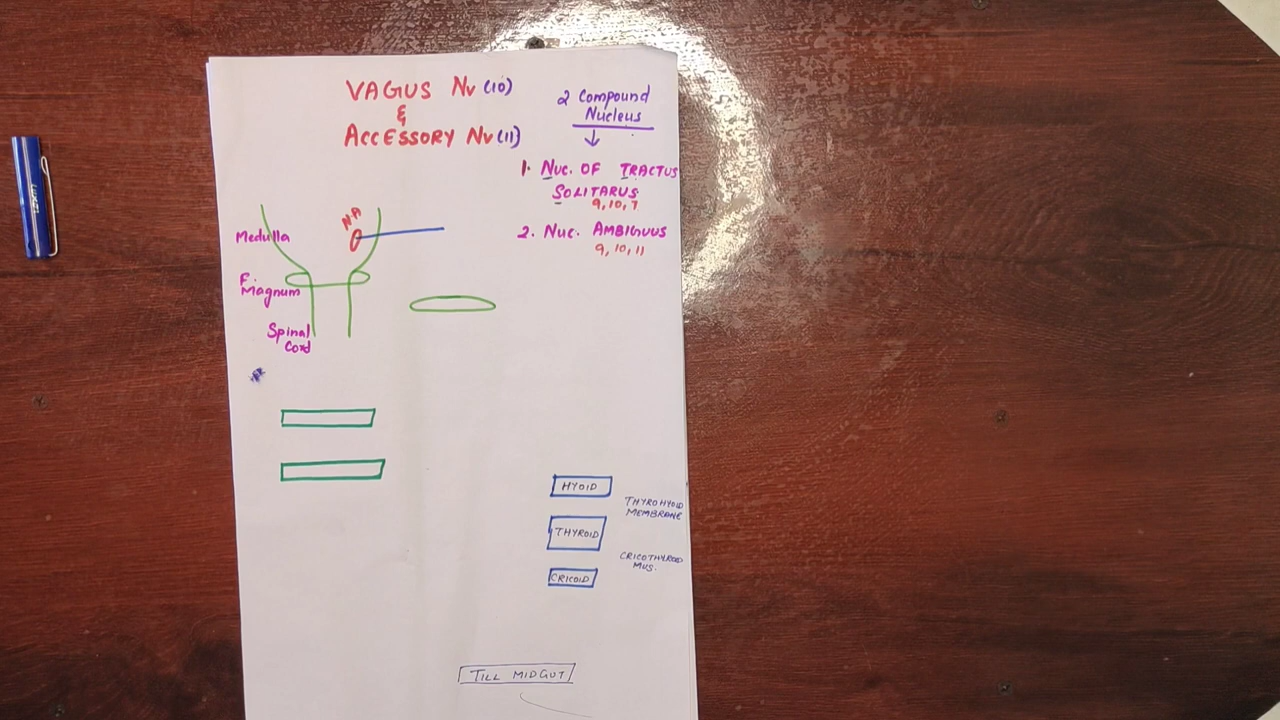 VAGUS Nv (10)
&
ACCESSORY Nv (11)
2 Compound
Nucleus
1. Nuc. OF TRACTUS
SOLITARUS
9, 10, 7
2. Nuc. AMBIGUUS
9, 10, 11
N.A
Medulla
F.
Magnum
Spinal
Cord
HYOID
THYROHYOID
MEMBRANE
THYROID
CRICOTHYROID
MUS.
CRICOID
TILL MIDGUT
LUXOR